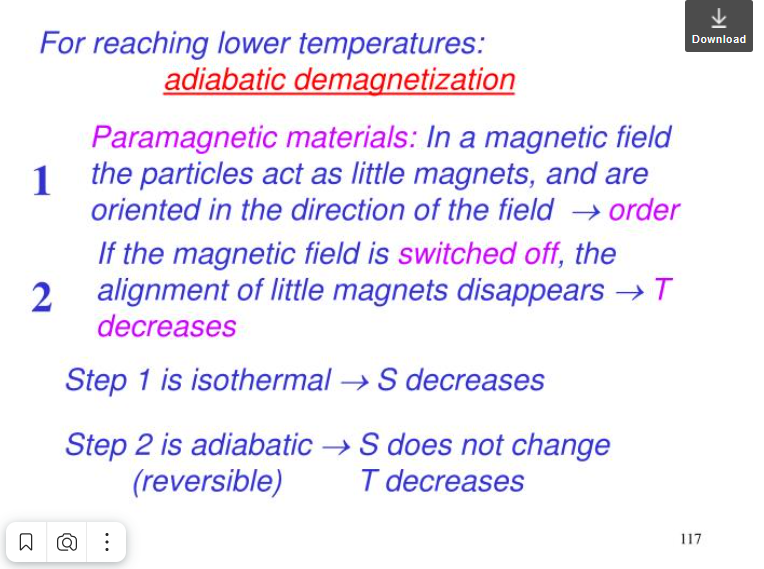 For reaching lower temperatures:
adiabatic demagnetization
Download
Paramagnetic materials: In a magnetic field
1 the particles act as little magnets, and are
oriented in the direction of the field → order
If the magnetic field is switched off, the
2 alignment of little magnets disappears → T
decreases
Step 1 is isothermal → S decreases
Step 2 is adiabatic → S does not change
(reversible) T decreases
117